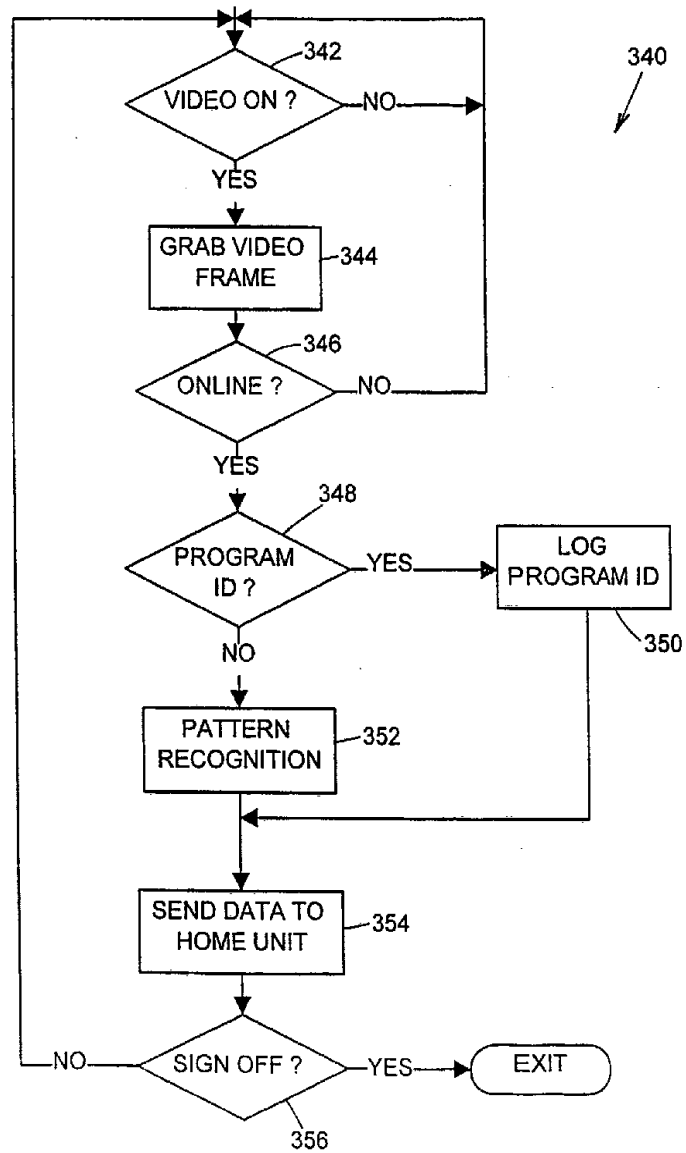 342
340
VIDEO ON ?
NO
YES
GRAB VIDEO
FRAME
344
346
ONLINE ?
NO
YES
348
PROGRAM
ID ?
YES
LOG
PROGRAM ID
350
NO
PATTERN
RECOGNITION
352
SEND DATA TO
HOME UNIT
354
NO
SIGN OFF ?
YES
EXIT
356